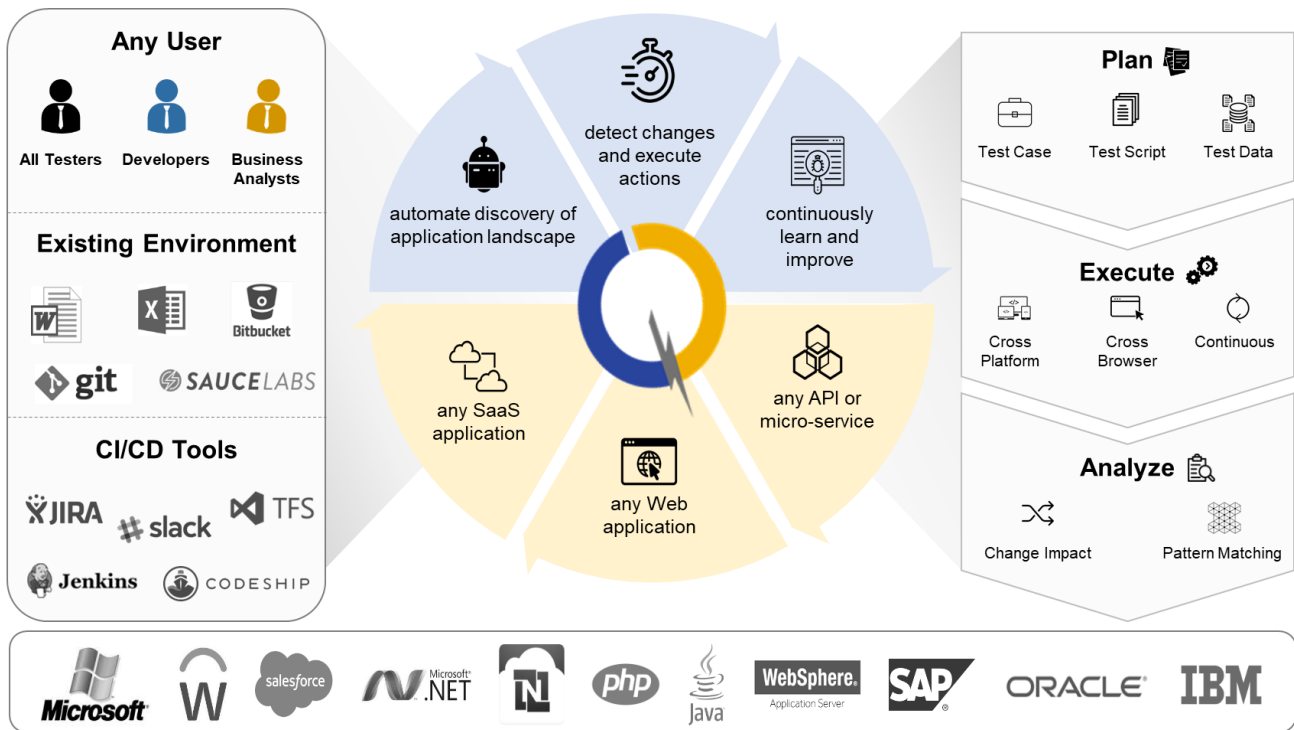 Any User
All Testers
Developers
Business
Analysts
Existing Environment
W
X
Bitbucket
git
SAUCELABS
CI/CD Tools
JIRA
slack
TFS
Jenkins
CODESHIP
automate discovery of
application landscape
detect changes
and execute
actions
continuously
learn and
improve
any SaaS
application
any Web
application
any API or
micro-service
Plan
Test Case
Test Script
Test Data
Execute
Cross
Platform
Cross
Browser
Continuous
Analyze
Change Impact
Pattern Matching
Microsoft
W
salesforce
Microsoft®
.NET
N
php
Java
WebSphere®
Application Server
SAP®
ORACLE®
IBM